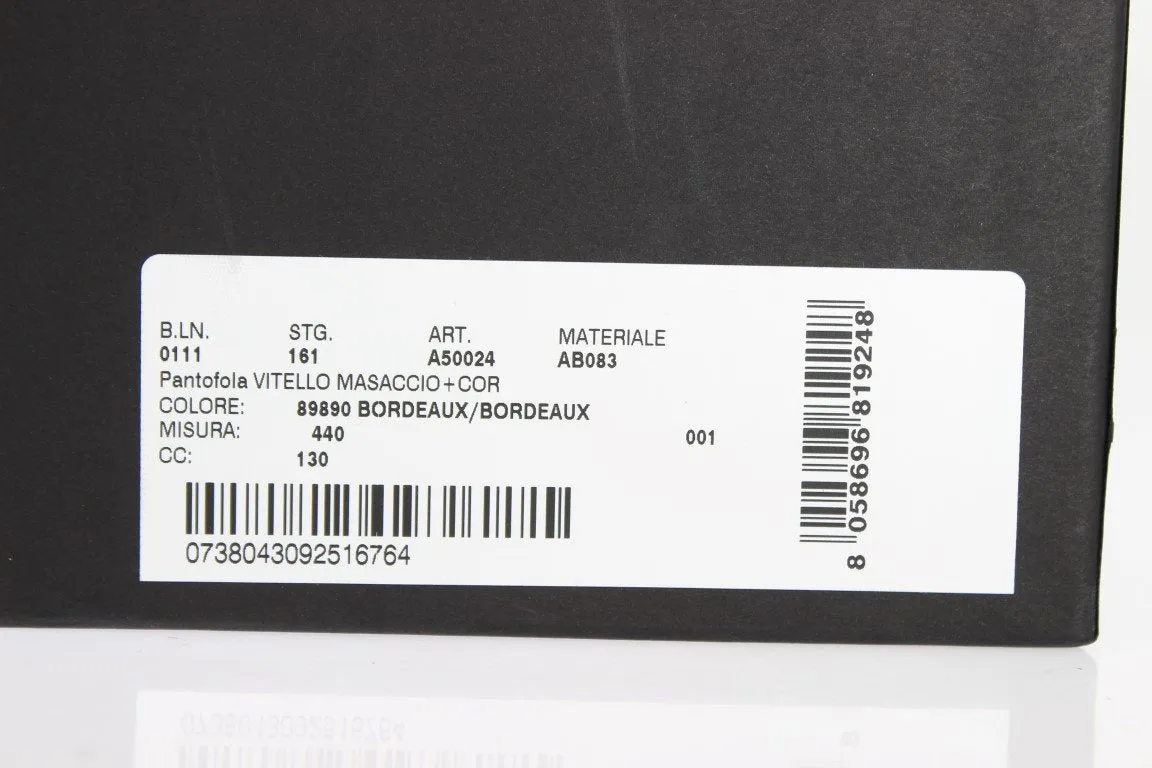 B.LN. STG. ART. MATERIALE
0111 161 A50024 AB083
Pantofola VITELLO MASACCIO+COR
COLORE: 89890 BORDEAUX/BORDEAUX
MISURA: 440 001
CC: 130
0738043092516764
8 058696 819248